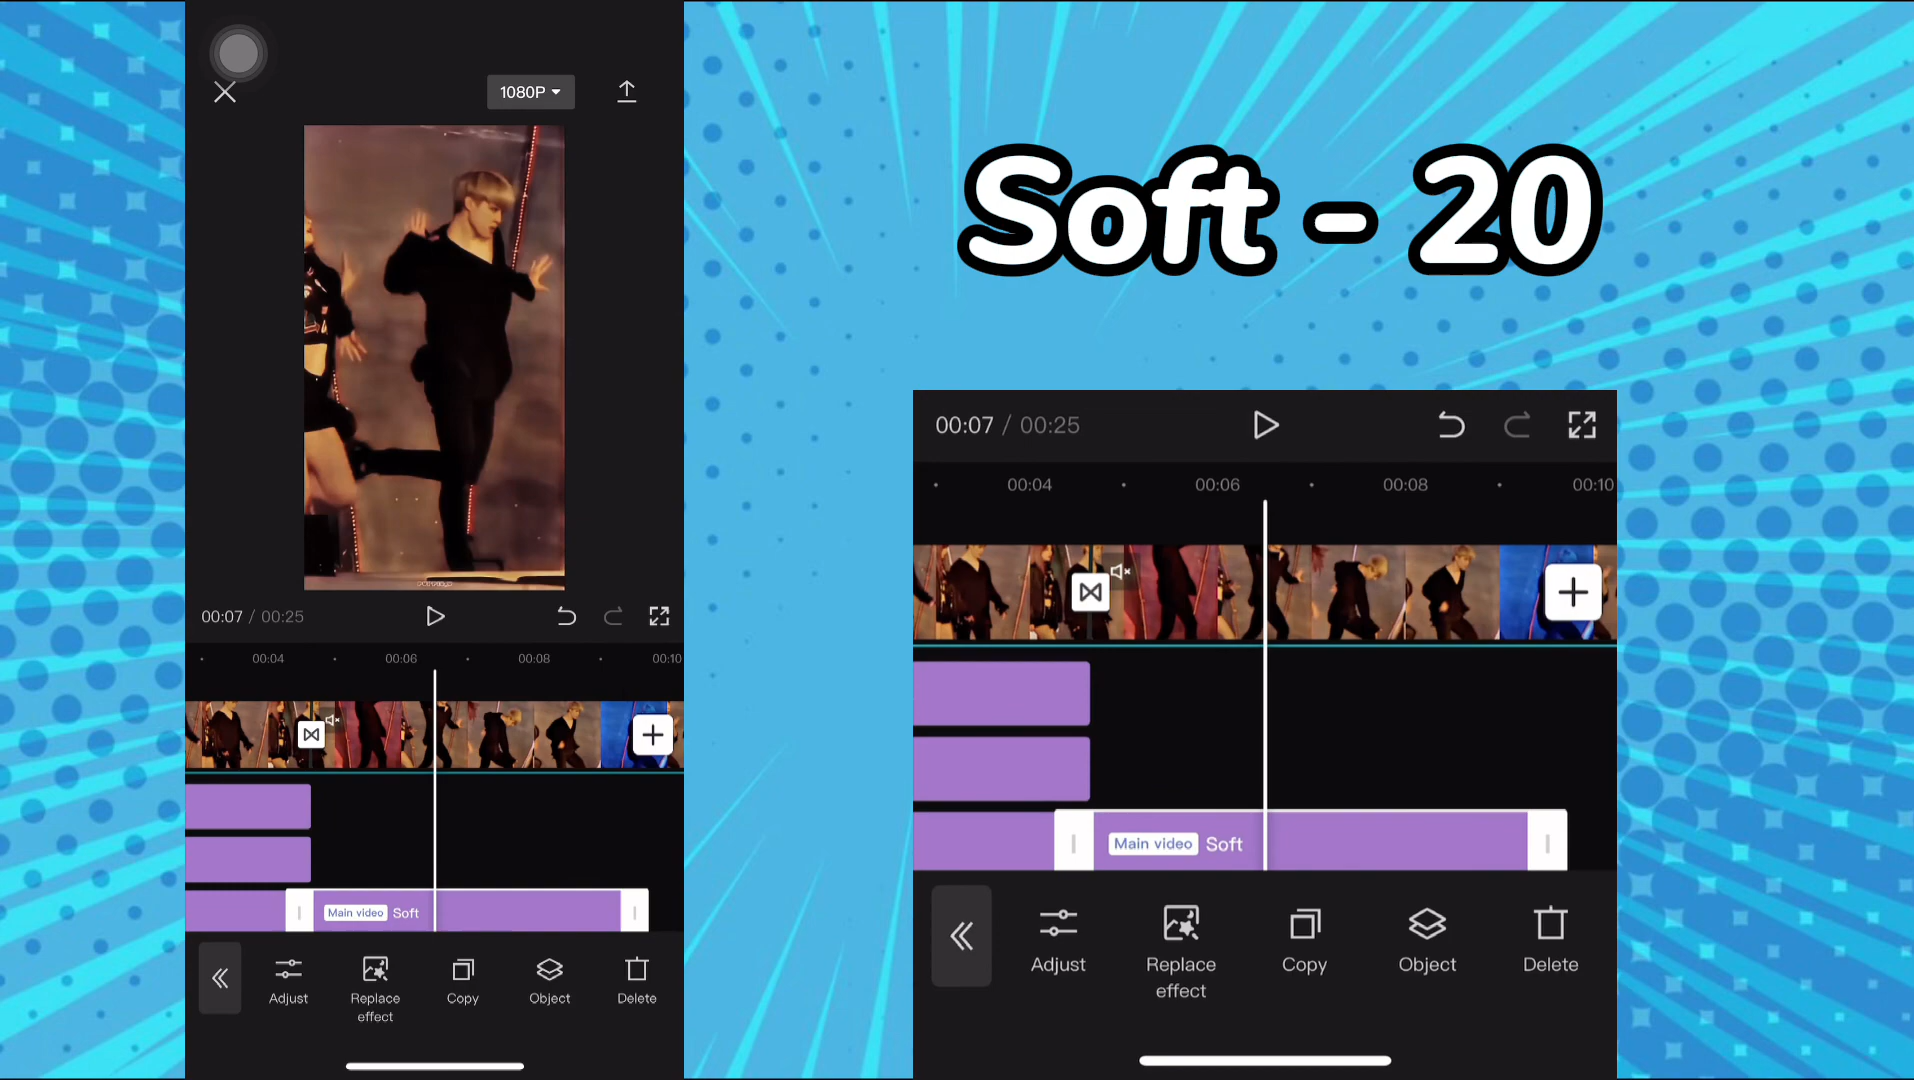 1080P
00:07 / 00:25
00:04
00:06
00:08
00:10
Main video Soft
Adjust
Replace
effect
Copy
Object
Delete
Soft - 20
00:07 / 00:25
00:04
00:06
00:08
00:10
Main video Soft
Adjust
Replace
effect
Copy
Object
Delete